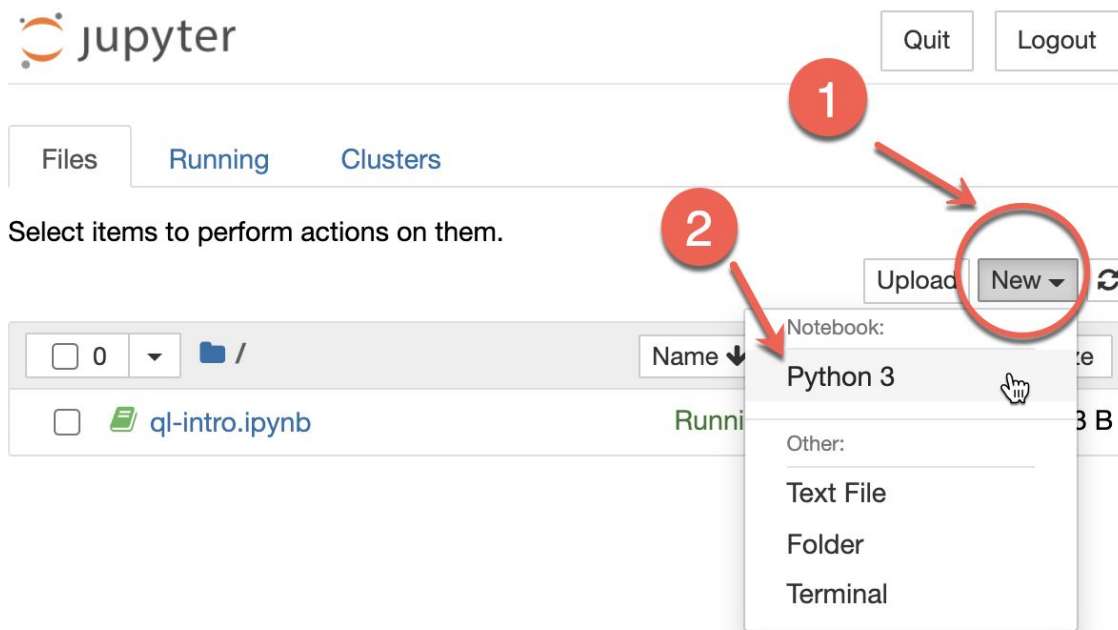 jupyter
Quit
Logout
1
Files
Running
Clusters
2
Select items to perform actions on them.
Upload
New
Notebook:
0
/
Name
Python 3
ql-intro.ipynb
Other:
Text File
Folder
Terminal